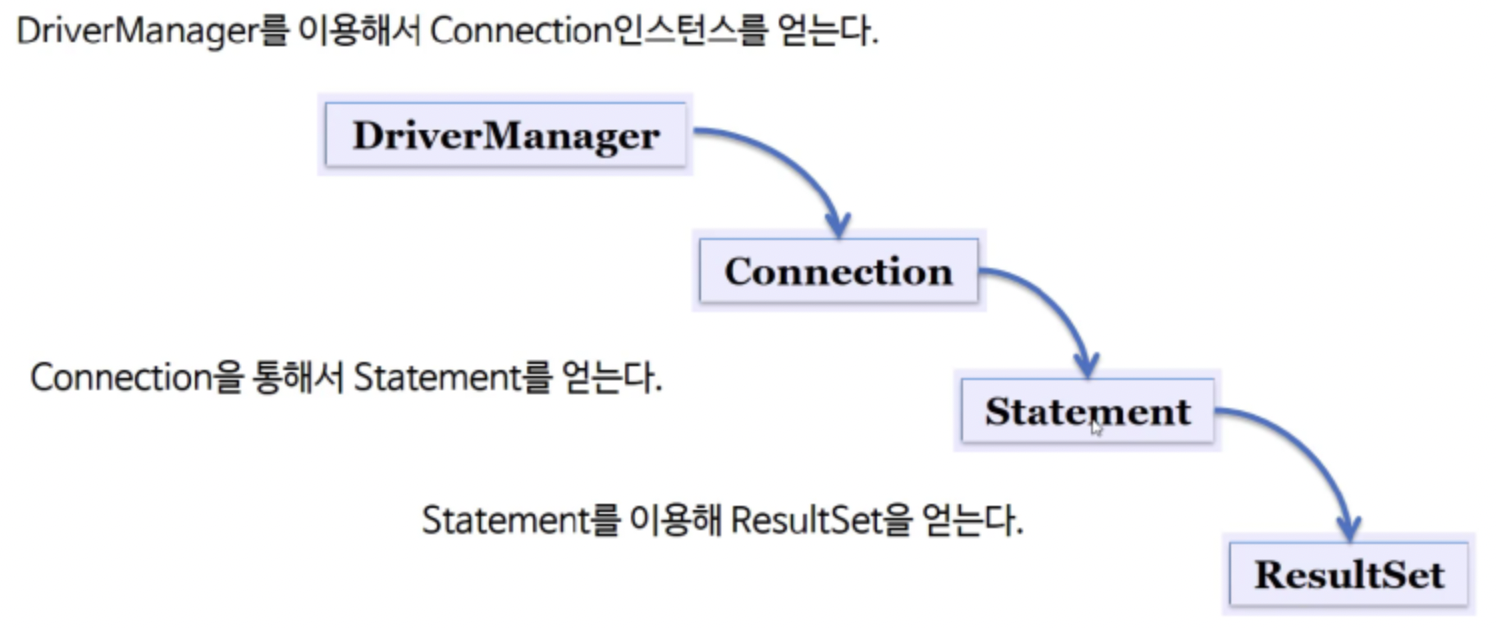 DriverManager를 이용해서 Connection인스턴스를 얻는다.
DriverManager
Connection
Connection을 통해서 Statement를 얻는다.
Statement
Statement를 이용해 ResultSet을 얻는다.
ResultSet